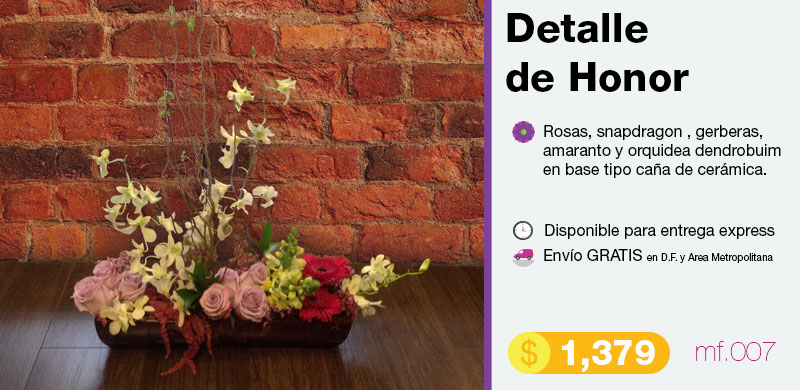 Detalle
de Honor
Rosas, snapdragon , gerberas,
amaranto y orquidea dendrobuim
en base tipo caña de cerámica.
Disponible para entrega express
Envío GRATIS en D.F. y Area Metropolitana
$ 1,379
mf.007